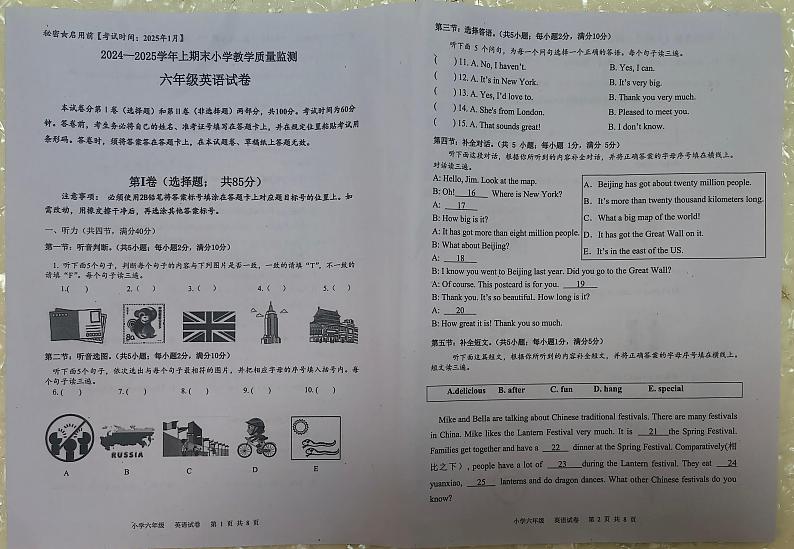 秘密★启用前【考试时间：2025年1月】
2024—2025学年上期末小学教学质量监测
六年级英语试卷
本试卷分第Ⅰ卷（选择题）和第Ⅱ卷（非选择题）两部分，共100分。考试时间为60分
钟。答卷前，考生务必将自己的姓名、准考证号填写在答题卡上，并在规定位置粘贴考试用
条形码。答卷时，须将答案答在答题卡上，在本试题卷、草稿纸上答题无效。
第Ⅰ卷（选择题； 共85分）
注意事项： 必须使用2B铅笔将答案标号填涂在答题卡上对应题目标号的位置上。如
需改动，用橡皮擦干净后，再选涂其他答案标号。
一、听力（共四节，满分40分）
第一节：听音判断。（共5小题；每小题2分，满分10分）
1. 听下面5个句子，判断每个句子的内容与下列图片是否一致，一致的请填“T”，不一致的
请填“F”。每个句子读三遍。
1.( ) 2. ( ) 3. ( ) 4. ( ) 5. ( )
8分
第二节：听音选图。（共5小题；每小题2分，满分10分）
听下面5个句子，依次选出与每个句子最相符的图片，并把相应字母的序号填入括号内。每
个句子读三遍。
6. ( ) 7. ( ) 8. ( ) 9. ( ) 10. ( )
RUSSIA
A B C D E
小学六年级 英语试卷 第 1 页 共 8 页
第三节：选择答语。（共5小题；每小题2分，满分10分）
听下面 5 个问句，为每一个问句选择一个正确的答语。每个句子读三遍。
( ) 11. A. No, I haven't. B. Yes, I can.
( ) 12. A. It's in New York. B. It's very big.
( ) 13. A. Yes, I'd love to. B. Thank you very much.
( ) 14. A. She's from London. B. Pleased to meet you.
( ) 15. A. That sounds great! B. I don't know.
第四节：补全对话。（共 5 小题；每小题 1分，满分 5分）
听下面这段对话，根据你所听到的内容补全对话，并将正确答案的字母序号填在横线上。
对话读三遍。
A: Hello, Jim. Look at the map.
B: Oh! 16 Where is New York?
A: 17
B: How big is it?
A: It has got more than eight million people.
B: What about Beijing?
A: 18
A. Beijing has got about twenty million people.
B. It's more than twenty thousand kilometers long.
C. What a big map of the world!
D. It has got the Great Wall on it.
E. It's in the east of the US.
B: I know you went to Beijing last year. Did you go to the Great Wall?
A: Of course. This postcard is for you. 19
B: Thank you. It's so beautiful. How long is it?
A: 20
B: How great it is! Thank you so much.
第五节：补全短文。（共5小题；每小题1分，满分5分）
听下面这篇短文，根据你所听到的内容补全短文，并将正确答案的字母序号填在横线上。
短文读三遍。
A.delicious B. after C. fun D. hang E. special
Mike and Bella are talking about Chinese traditional festivals. There are many festivals
in China. Mike likes the Lantern Festival very much. It is 21 the Spring Festival.
Families get together and have a 22 dinner at the Spring Festival. Comparatively(相
比之下）, people have a lot of 23 during the Lantern festival. They eat 24
yuanxiao, 25 lanterns and do dragon dances. What other Chinese festivals do you
know?
小学六年级 英语试卷 第 2 页 共 8 页